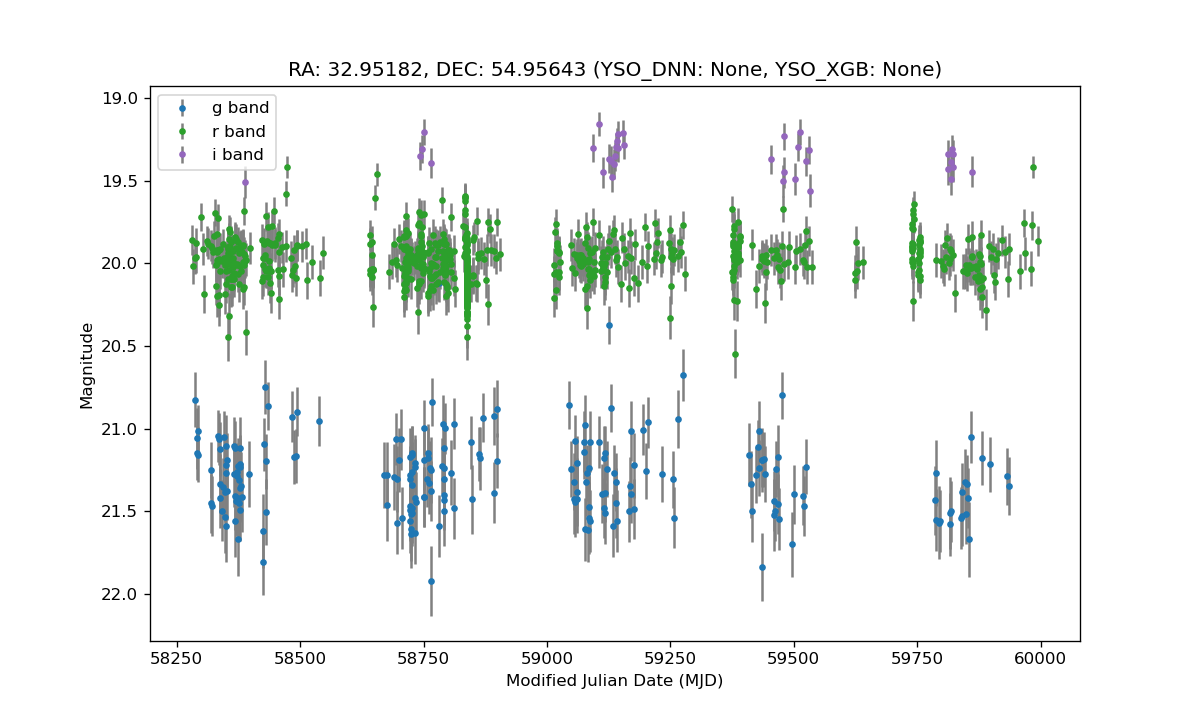 RA: 32.95182, DEC: 54.95643 (YSO_DNN: None, YSO_XGB: None)
g band
r band
i band
19.0
19.5
20.0
20.5
21.0
21.5
22.0
Magnitude
58250
58500
58750
59000
59250
59500
59750
60000
Modified Julian Date (MJD)